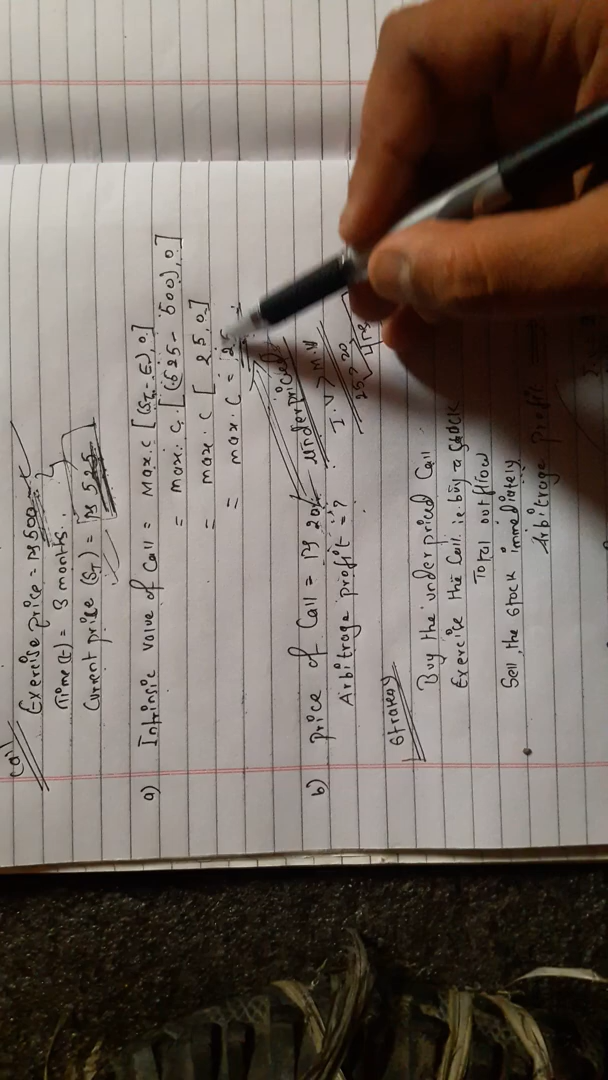 Call
Exercise price = Rs 500
Time(t) = 3 months.
Current price (ST) = Rs 525
a) Intrinsic value of Call = Max. C [(ST - E), 0]
= max. C. [(525 - 500), 0]
= max. C [ 25, 0]
= max. C =
b) price of Call = Rs 20/- underpriced
Arbitrage profit = ? I.V > M.V
25 > 20
Strategy
Buy the underpriced Call
Exercise the Call ie buy a stock
Total outflow
Sell the stock immediately
Arbitrage profit